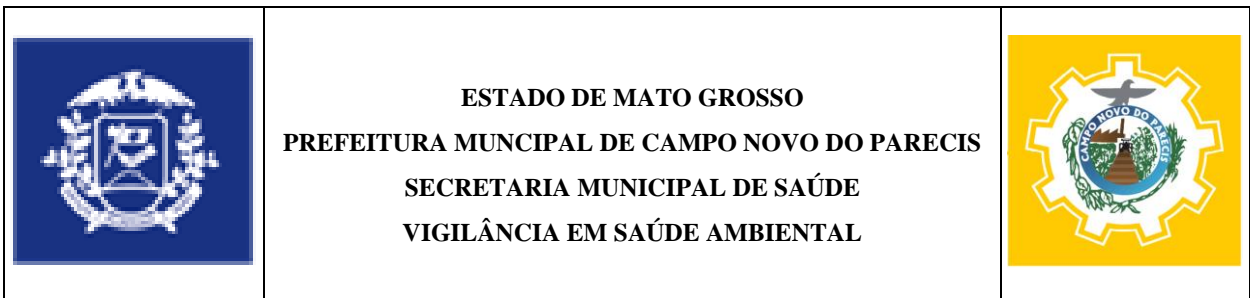 ESTADO DE MATO GROSSO
PREFEITURA MUNCIPAL DE CAMPO NOVO DO PARECIS
SECRETARIA MUNICIPAL DE SAÚDE
VIGILÂNCIA EM SAÚDE AMBIENTAL
CAMPO NOVO DO PARECIS